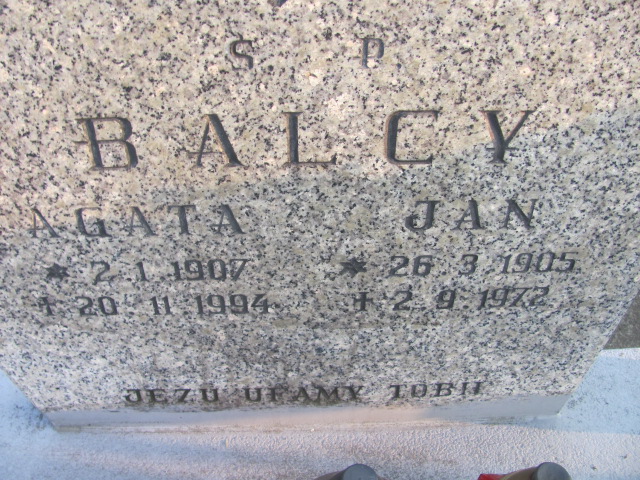 S P
BALCY
AGATA JAN
* 2 1 1907 * 26 3 1905
† 20 11 1994 † 2 9 1972
JEZU UFAMY TOBIE